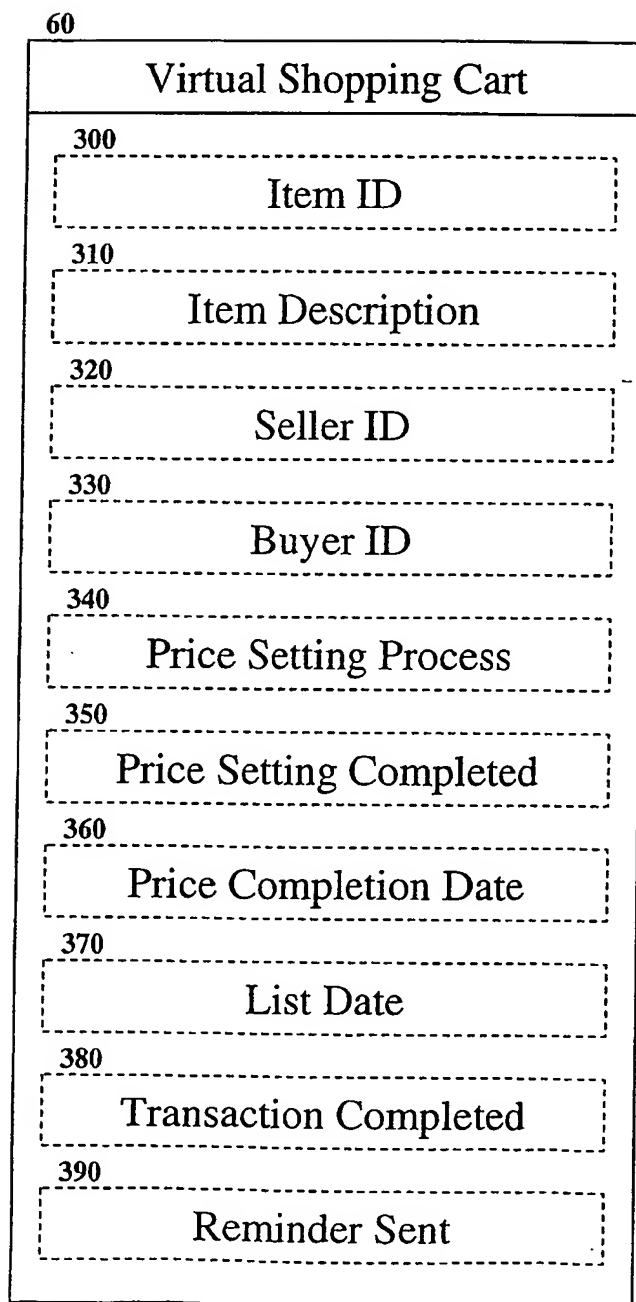 60
Virtual Shopping Cart
300
Item ID
310
Item Description
320
Seller ID
330
Buyer ID
340
Price Setting Process
350
Price Setting Completed
360
Price Completion Date
370
List Date
380
Transaction Completed
390
Reminder Sent